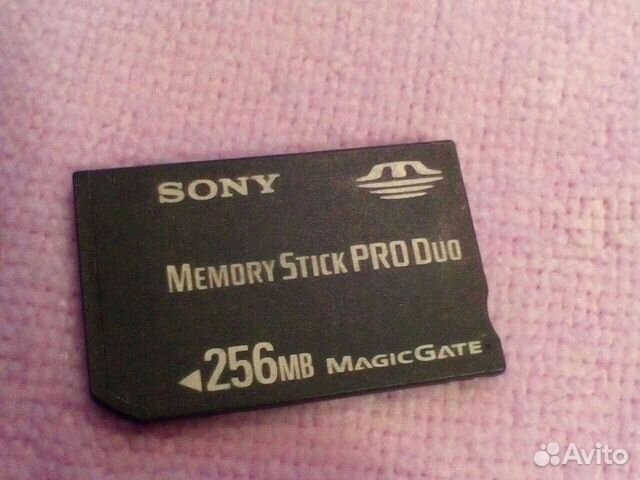 SONY
MEMORY STICK PRO DUO
256MB MAGICGATE
Avito